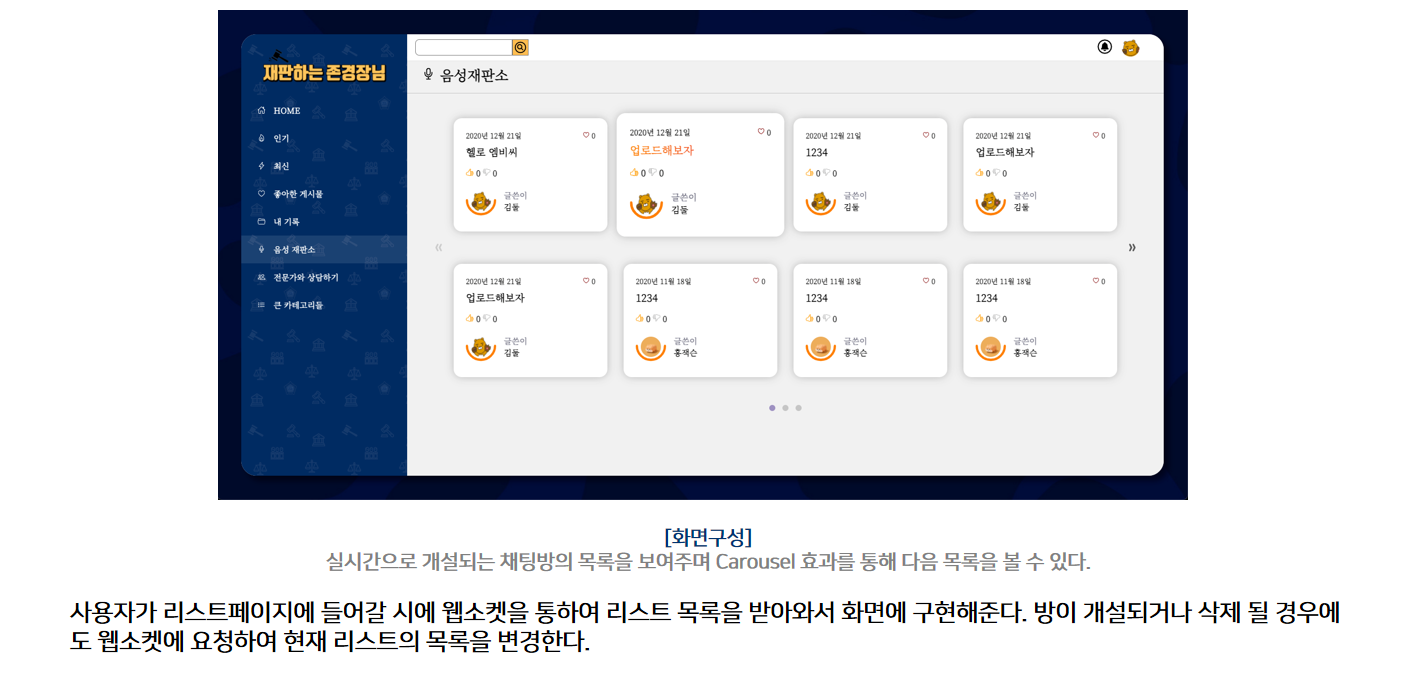 재판하는 존경장님
음성재판소
HOME
인기
최신
좋아한 게시물
내 기록
음성 재판소
전문가와 상담하기
큰 카테고리들
2020년 12월 21일 0
헬로 엠비씨
0 0
글쓴이
김둘
2020년 12월 21일 0
업로드해보자
0 0
글쓴이
김둘
2020년 12월 21일 0
1234
0 0
글쓴이
김둘
2020년 12월 21일 0
업로드해보자
0 0
글쓴이
김둘
«
»
2020년 12월 21일 0
업로드해보자
0 0
글쓴이
김둘
2020년 11월 18일 0
1234
0 0
글쓴이
홍잭슨
2020년 11월 18일 0
1234
0 0
글쓴이
홍잭슨
2020년 11월 18일 0
1234
0 0
글쓴이
홍잭슨
[화면구성]
실시간으로 개설되는 채팅방의 목록을 보여주며 Carousel 효과를 통해 다음 목록을 볼 수 있다.
사용자가 리스트페이지에 들어갈 시에 웹소켓을 통하여 리스트 목록을 받아와서 화면에 구현해준다. 방이 개설되거나 삭제 될 경우에
도 웹소켓에 요청하여 현재 리스트의 목록을 변경한다.